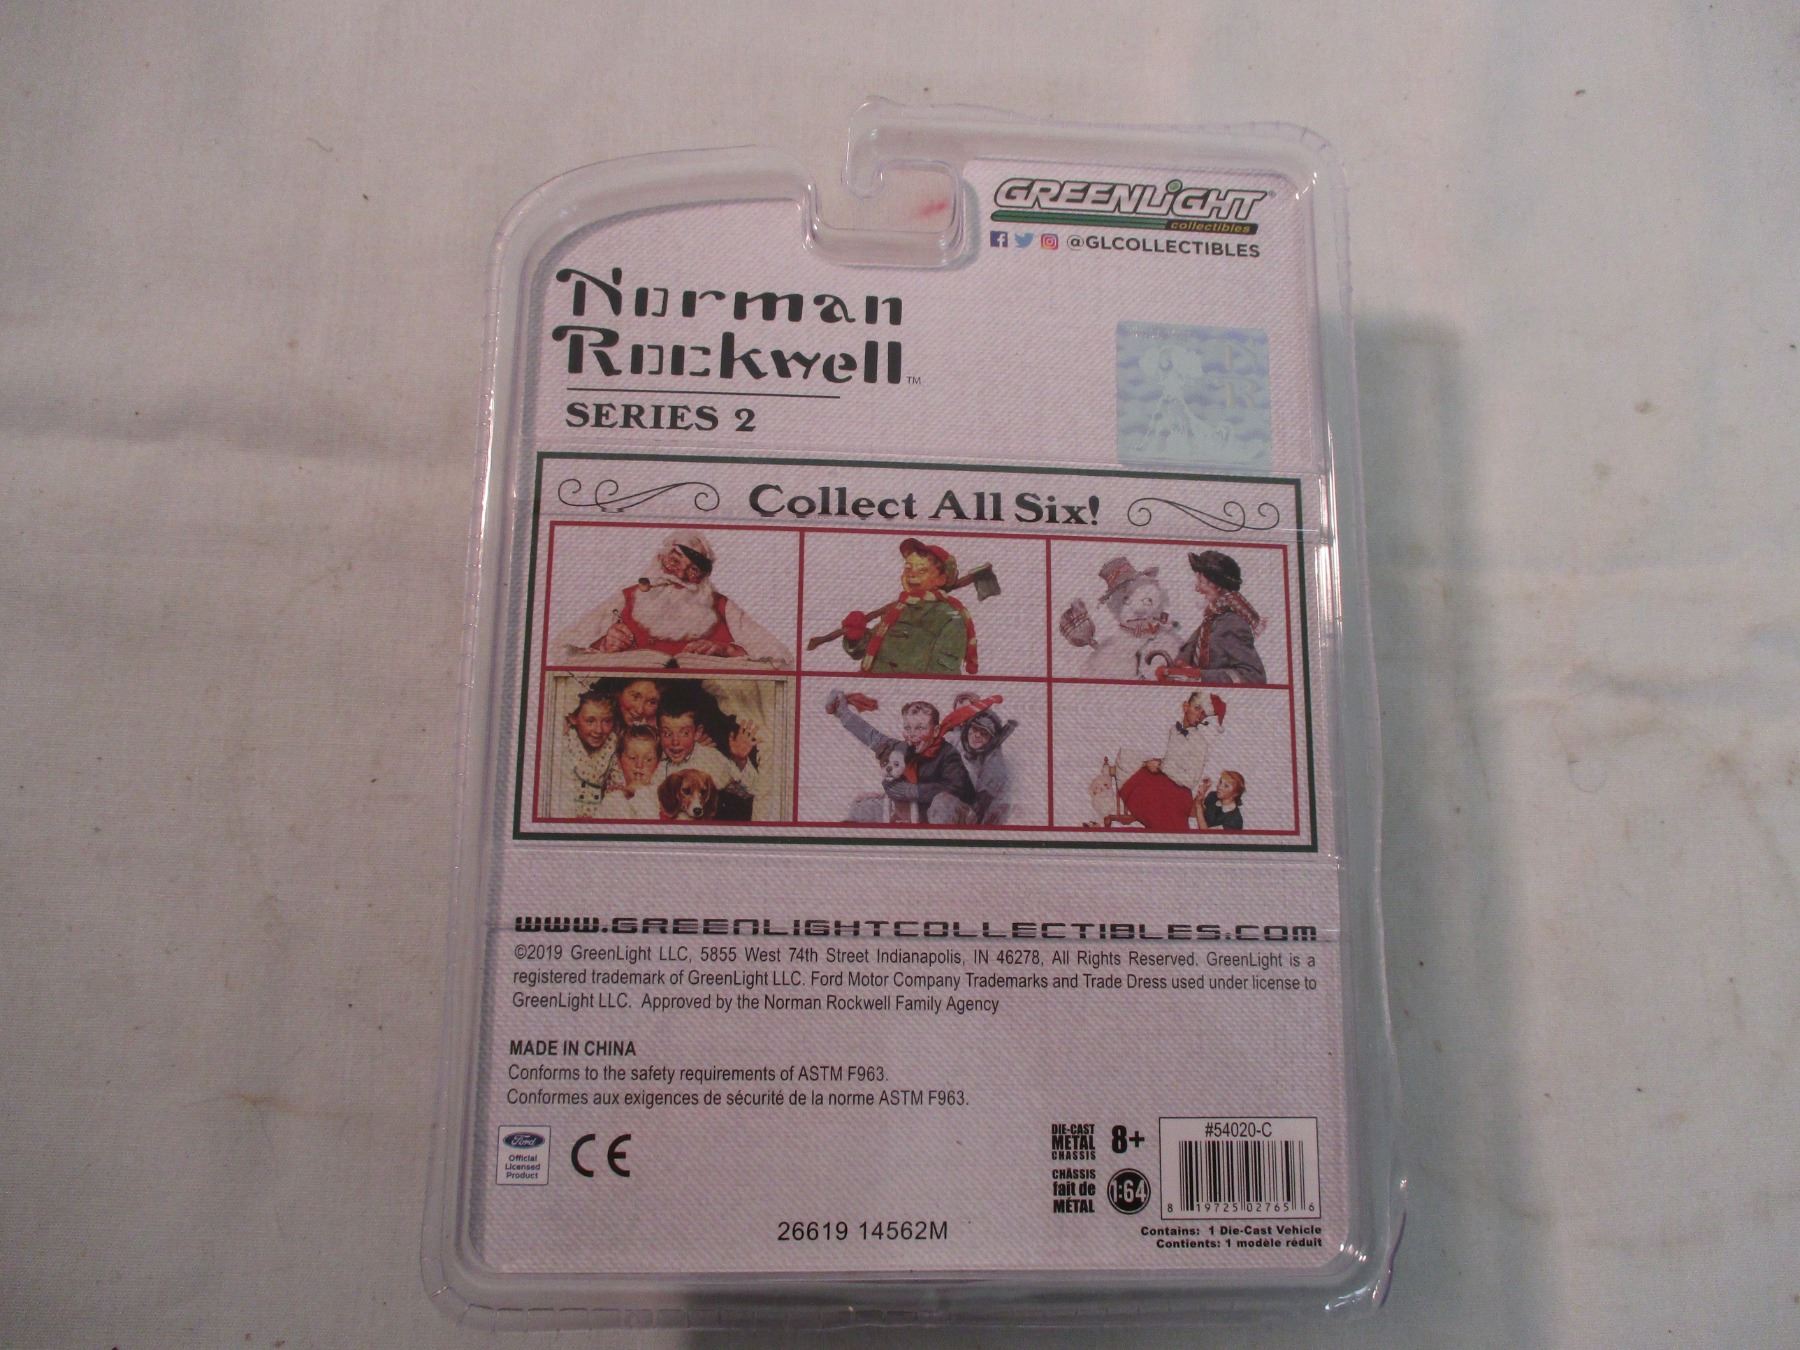 GREENLiGHT®
collectibles
@GLCOLLECTIBLES
Norman
Rockwell™
SERIES 2
N
R
Collect All Six!
www.GREENLIGHTCOLLECTIBLES.COM
©2019 GreenLight LLC, 5855 West 74th Street Indianapolis, IN 46278, All Rights Reserved. GreenLight is a
registered trademark of GreenLight LLC. Ford Motor Company Trademarks and Trade Dress used under license to
GreenLight LLC. Approved by the Norman Rockwell Family Agency
MADE IN CHINA
Conforms to the safety requirements of ASTM F963.
Conformes aux exigences de sécurité de la norme ASTM F963.
Ford
Official
Licensed
Product
CE
DIE-CAST
METAL
CHASSIS
8+
CHÂSSIS
fait de
MÉTAL
1:64
#54020-C
8 19725 02765 6
Contains: 1 Die-Cast Vehicle
Contients: 1 modèle réduit
26619 14562M